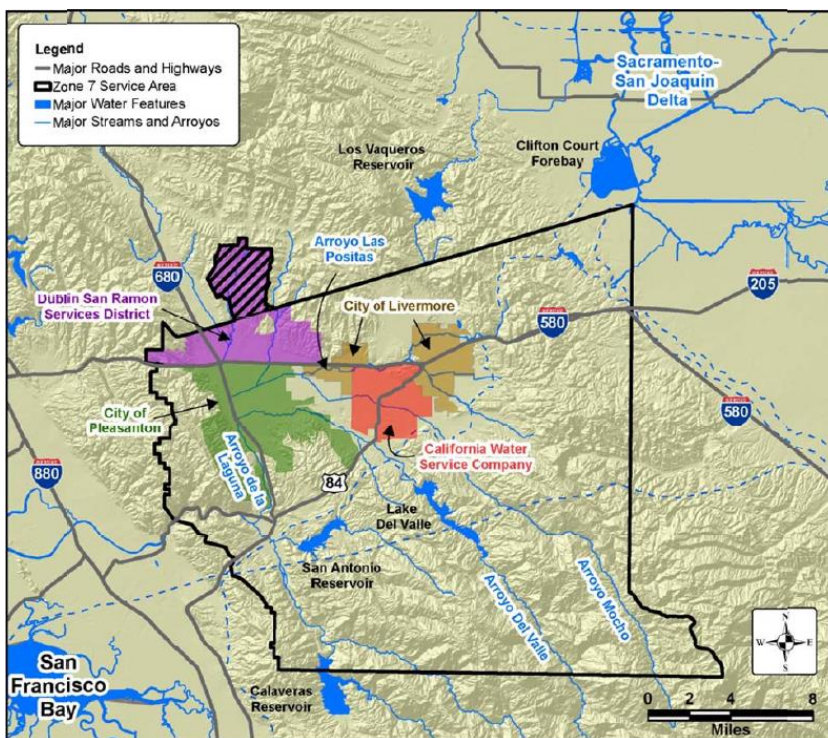 Legend
Major Roads and Highways
Zone 7 Service Area
Major Water Features
Major Streams and Arroyos
Sacramento-
San Joaquin
Delta
Los Vaqueros
Reservoir
Clifton Court
Forebay
680
Arroyo Las
Positas
Dublin San Ramon
Services District
City of Livermore
205
580
City of
Pleasanton
580
Arroyo de la
Laguna
California Water
Service Company
880
84
Lake
Del Valle
San Antonio
Reservoir
Arroyo Del Valle
Arroyo Mocho
San
Francisco
Bay
Calaveras
Reservoir
N
W E
S
0 2 4 8
Miles